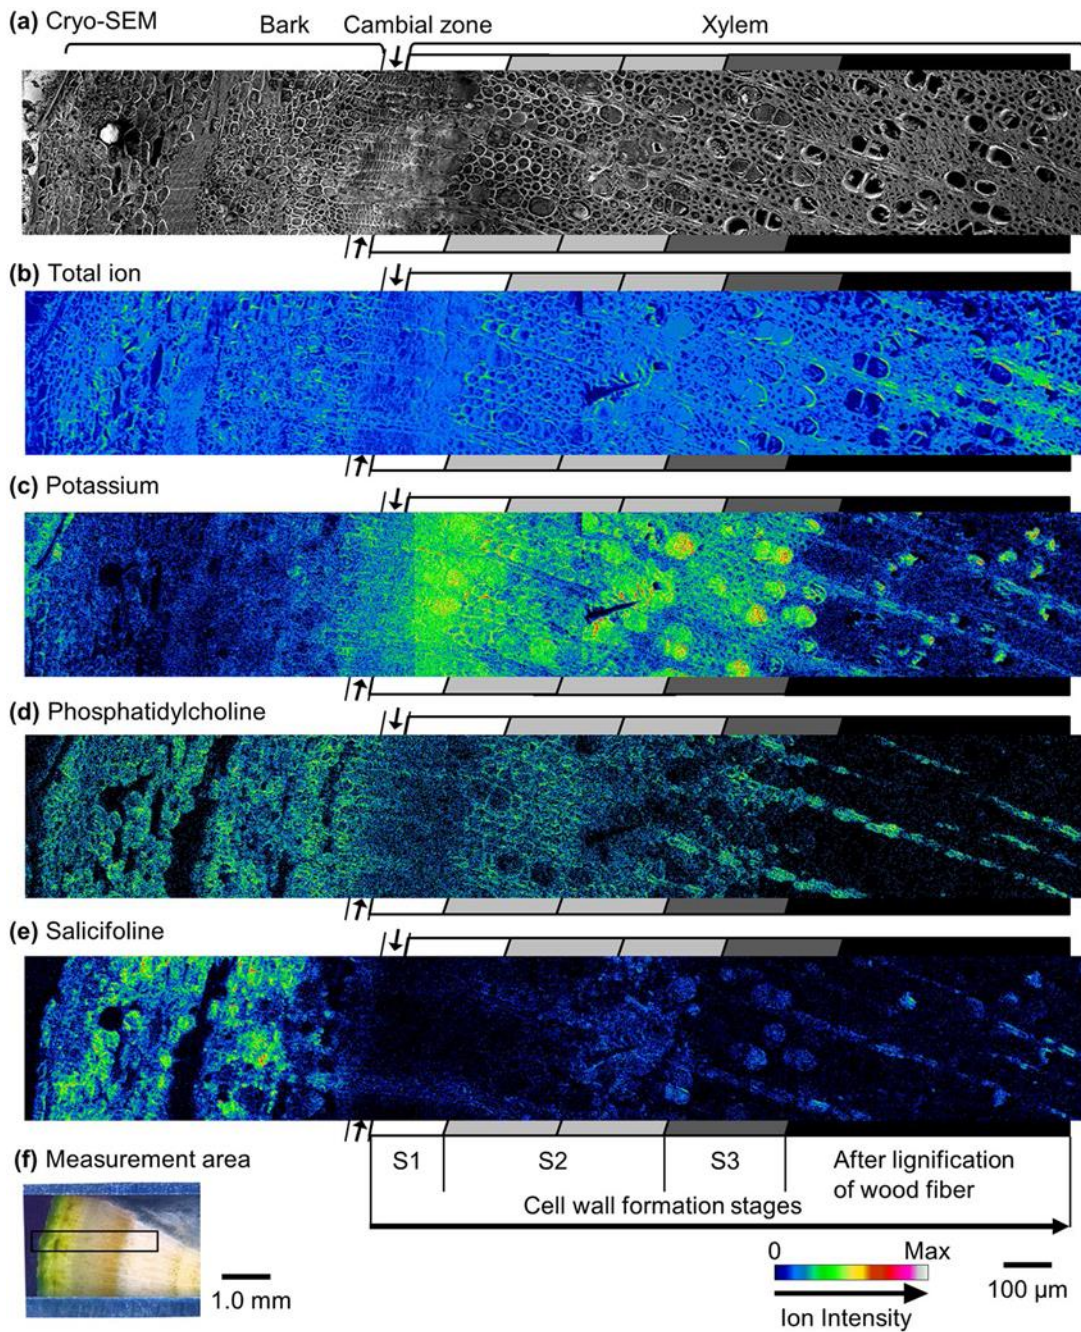 (a) Cryo-SEM
Bark
Cambial zone
Xylem
(b) Total ion
(c) Potassium
(d) Phosphatidylcholine
(e) Salicifoline
(f) Measurement area
S1
S2
S3
After lignification
of wood fiber
Cell wall formation stages
1.0 mm
0
Max
Ion Intensity
100 µm